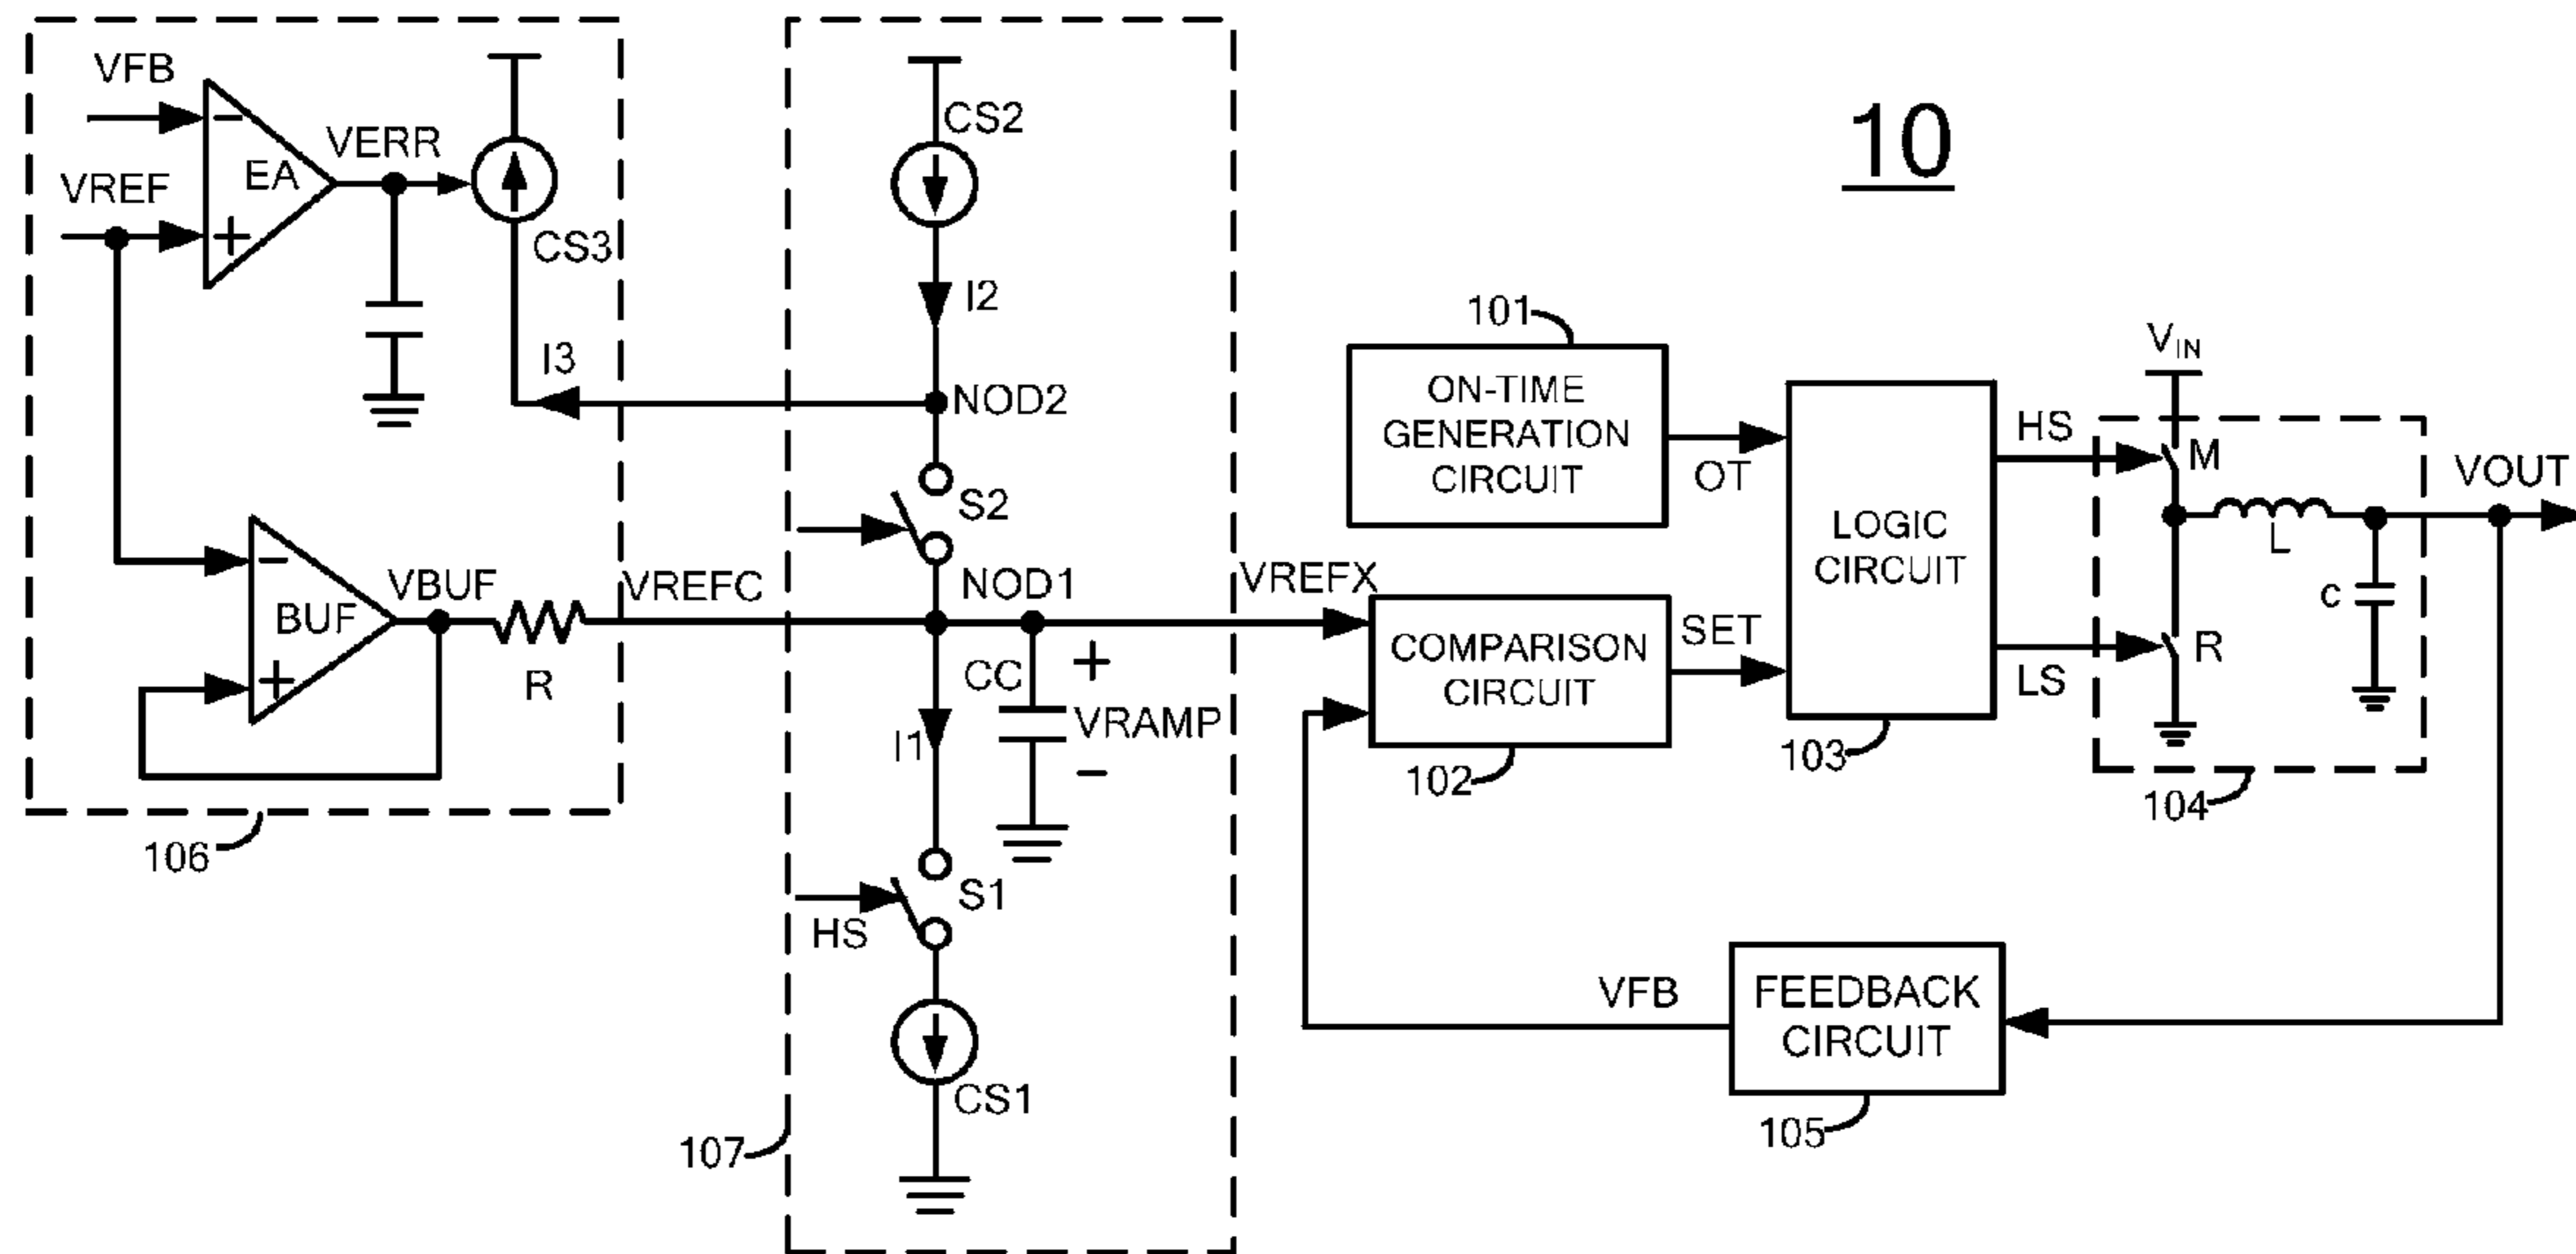 VFB
VREF
EA
-
+
VERR
CS3
I3
-
BUF
+
VBUF
R
VREFC
106
CS2
I2
NOD2
S2
NOD1
I1
CC
+
VRAMP
-
S1
HS
CS1
107
VREFX
10
101
ON-TIME
GENERATION
CIRCUIT
OT
COMPARISON
CIRCUIT
102
SET
LOGIC
CIRCUIT
103
HS
LS
VIN
M
R
L
c
104
VOUT
VFB
FEEDBACK
CIRCUIT
105